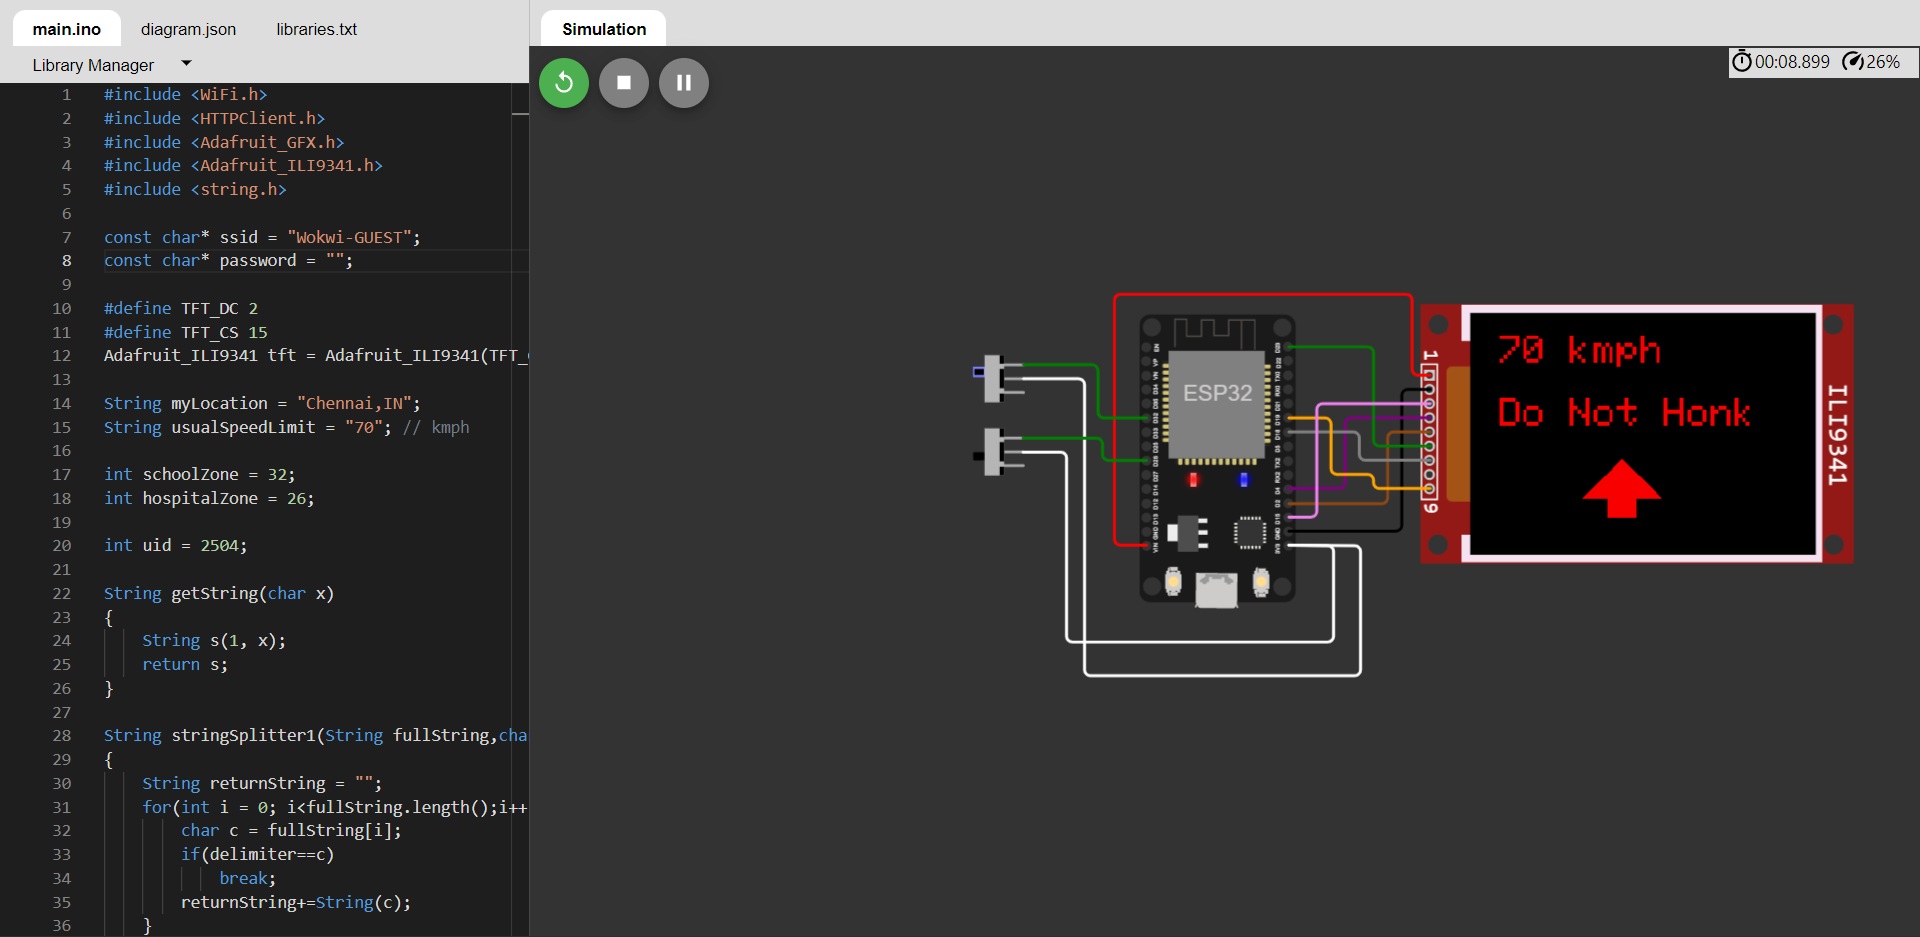 main.ino diagram.json libraries.txt
Library Manager
1 #include <WiFi.h>
2 #include <HTTPClient.h>
3 #include <Adafruit_GFX.h>
4 #include <Adafruit_ILI9341.h>
5 #include <string.h>
6
7 const char* ssid = "Wokwi-GUEST";
8 const char* password = "";
9
10 #define TFT_DC 2
11 #define TFT_CS 15
12 Adafruit_ILI9341 tft = Adafruit_ILI9341(TFT_
13
14 String myLocation = "Chennai,IN";
15 String usualSpeedLimit = "70"; // kmph
16
17 int schoolZone = 32;
18 int hospitalZone = 26;
19
20 int uid = 2504;
21
22 String getString(char x)
23 {
24 String s(1, x);
25 return s;
26 }
27
28 String stringSplitter1(String fullString,cha
29 {
30 String returnString = "";
31 for(int i = 0; i<fullString.length();i++
32 char c = fullString[i];
33 if(delimiter==c)
34 break;
35 returnString+=String(c);
36 }
Simulation
00:08.899 26%
ESP32
1
9
70 kmph
Do Not Honk
ILI9341